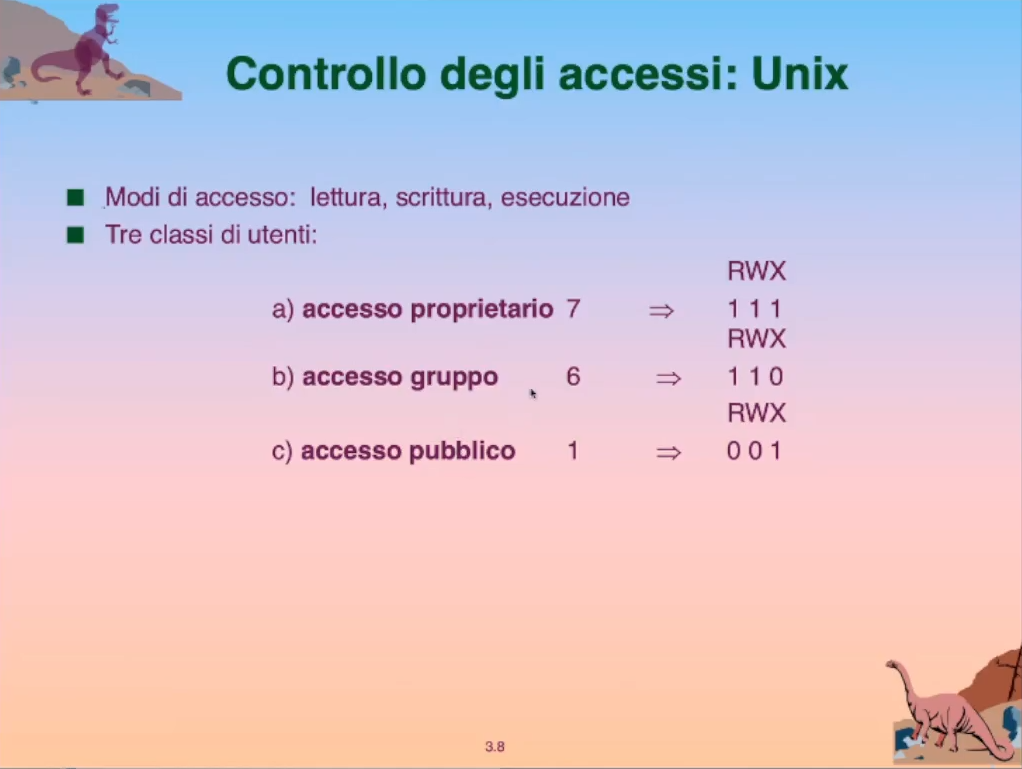 Controllo degli accessi: Unix
Modi di accesso: lettura, scrittura, esecuzione
Tre classi di utenti:
RWX
a) accesso proprietario 7 ⇒ 1 1 1
RWX
b) accesso gruppo 6 ⇒ 1 1 0
RWX
c) accesso pubblico 1 ⇒ 0 0 1
3.8